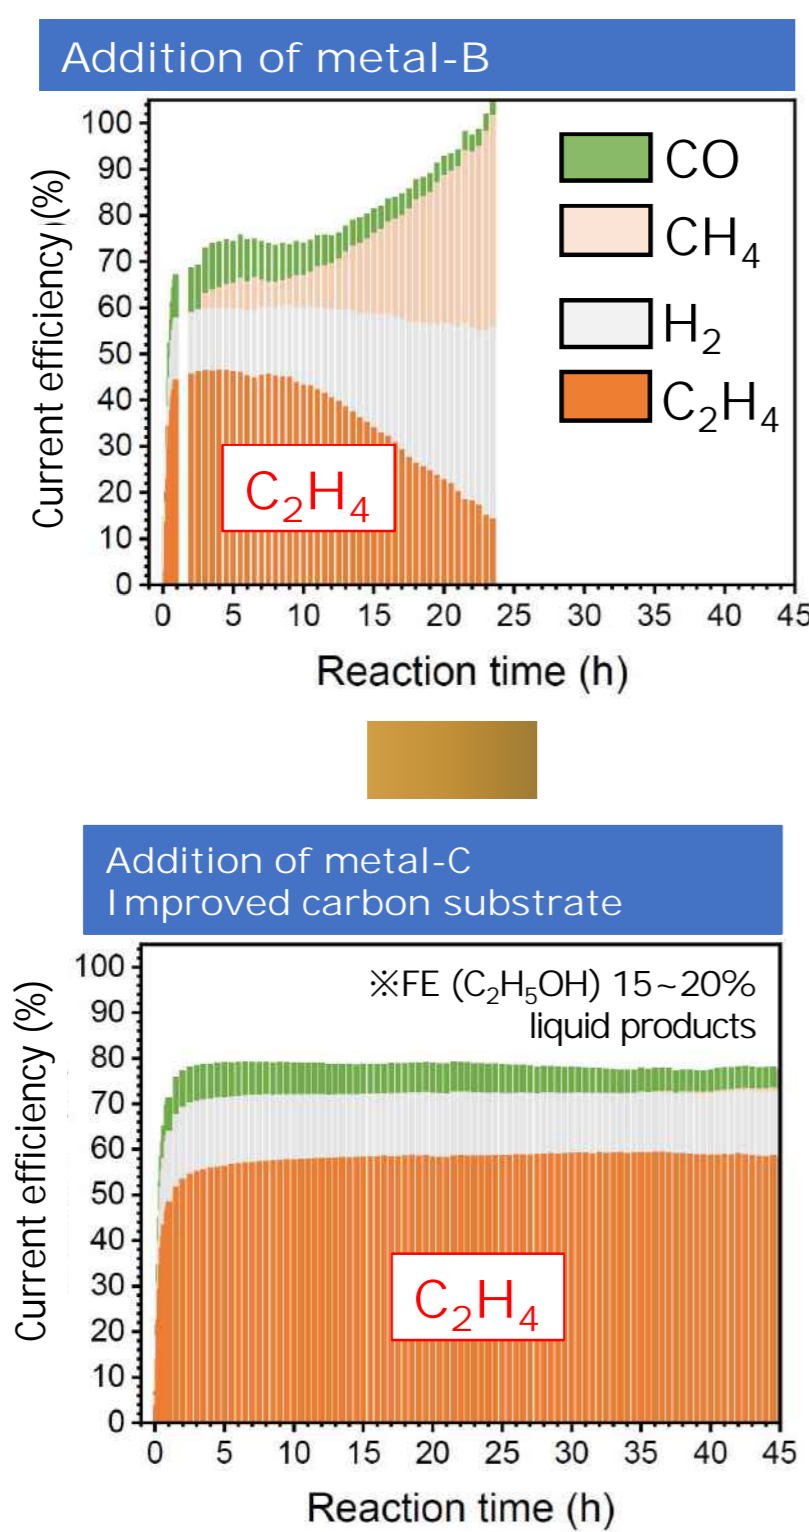 Addition of metal-B
Current efficiency (%)
100
90
80
70
60
50
40
30
20
10
0
CO
CH₄
H₂
C₂H₄
C₂H₄
0 5 10 15 20 25 30 35 40 45
Reaction time (h)
Addition of metal-C
Improved carbon substrate
Current efficiency (%)
100
90
80
70
60
50
40
30
20
10
0
※FE (C₂H₅OH) 15~20%
liquid products
C₂H₄
0 5 10 15 20 25 30 35 40 45
Reaction time (h)